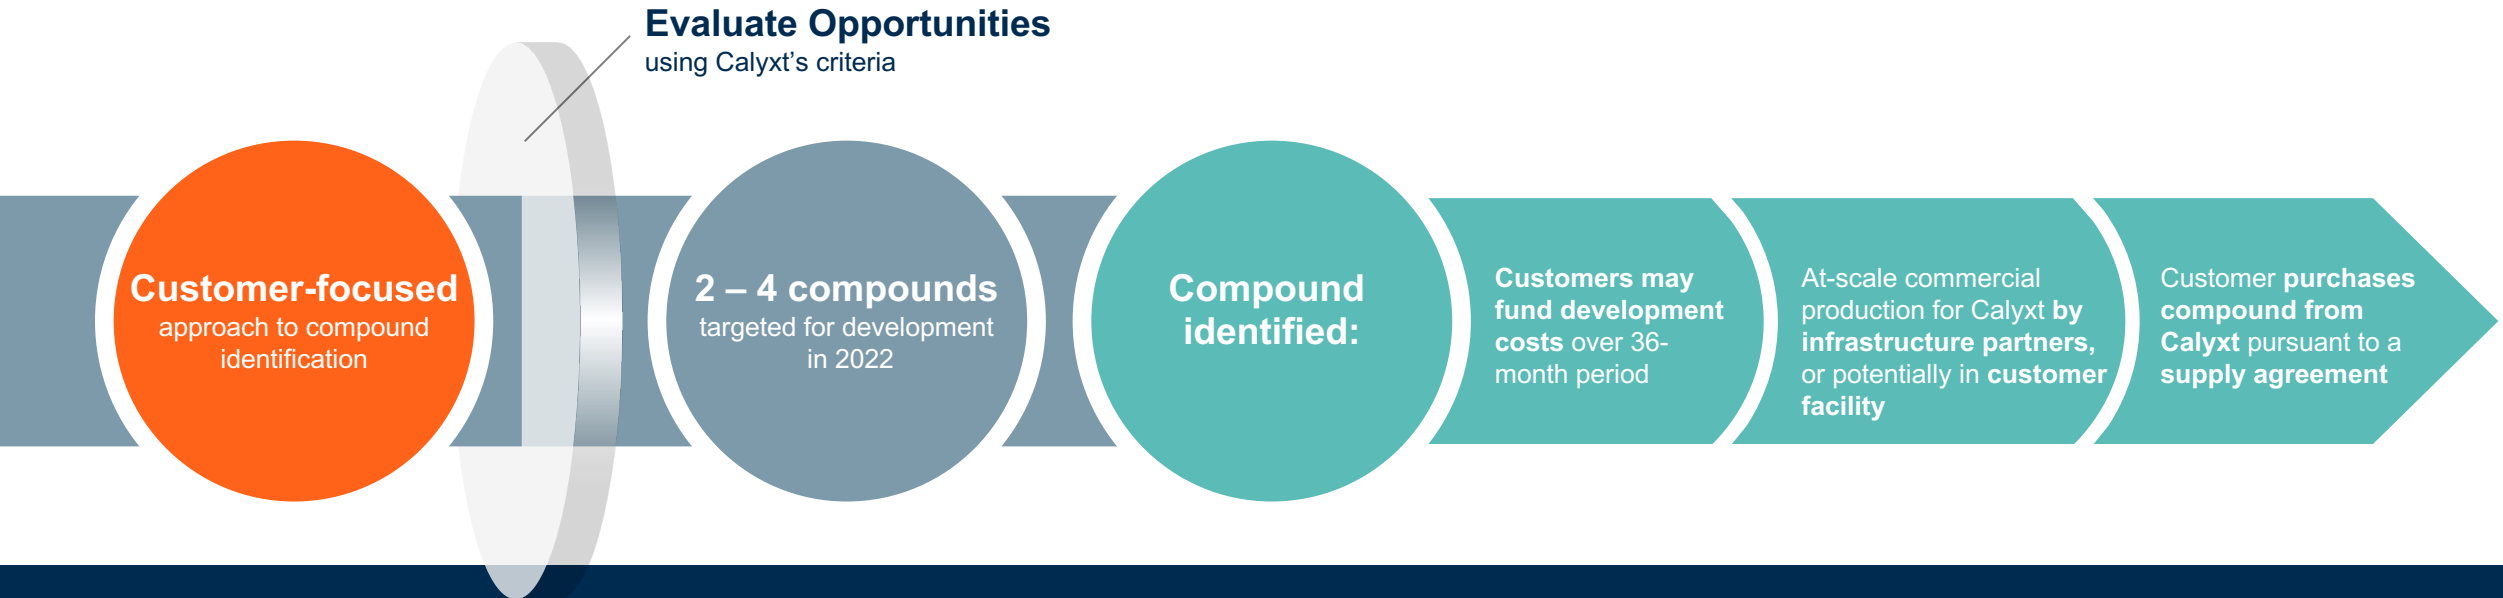 Evaluate Opportunities
using Calyxt’s criteria
Customer-focused
approach to compound
identification
2 – 4 compounds
targeted for development
in 2022
Compound
identified:
Customers may
fund development
costs over 36-
month period
At-scale commercial
production for Calyxt by
infrastructure partners,
or potentially in customer
facility
Customer purchases
compound from
Calyxt pursuant to a
supply agreement